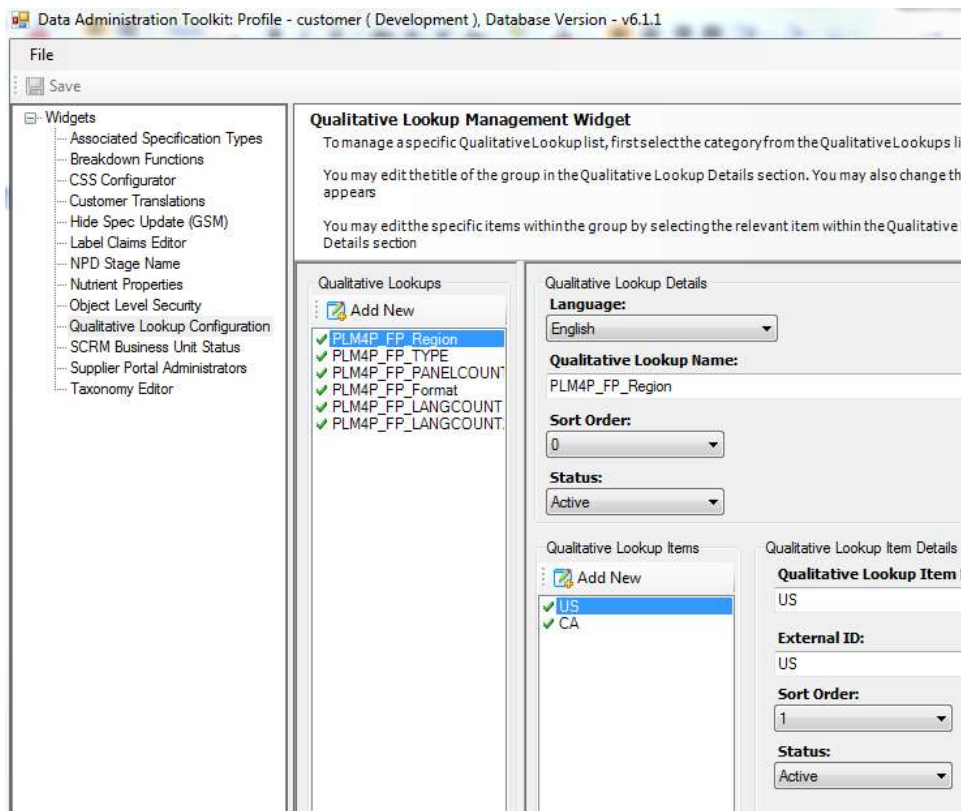 Data Administration Toolkit: Profile - customer ( Development ), Database Version - v6.1.1
File
Save
Widgets
Associated Specification Types
Breakdown Functions
CSS Configurator
Customer Translations
Hide Spec Update (GSM)
Label Claims Editor
NPD Stage Name
Nutrient Properties
Object Level Security
Qualitative Lookup Configuration
SCRM Business Unit Status
Supplier Portal Administrators
Taxonomy Editor
Qualitative Lookup Management Widget
To manage a specific Qualitative Lookup list, first select the category from the Qualitative Lookups li
You may edit the title of the group in the Qualitative Lookup Details section. You may also change th
appears
You may edit the specific items within the group by selecting the relevant item within the Qualitative
Details section
Qualitative Lookups
Add New
PLM4P_FP_Region
PLM4P_FP_TYPE
PLM4P_FP_PANELCOUNT
PLM4P_FP_Format
PLM4P_FP_LANGCOUNT
PLM4P_FP_LANGCOUNT
Qualitative Lookup Details
Language:
English
Qualitative Lookup Name:
PLM4P_FP_Region
Sort Order:
0
Status:
Active
Qualitative Lookup Items
Add New
US
CA
Qualitative Lookup Item Details
Qualitative Lookup Item
US
External ID:
US
Sort Order:
1
Status:
Active